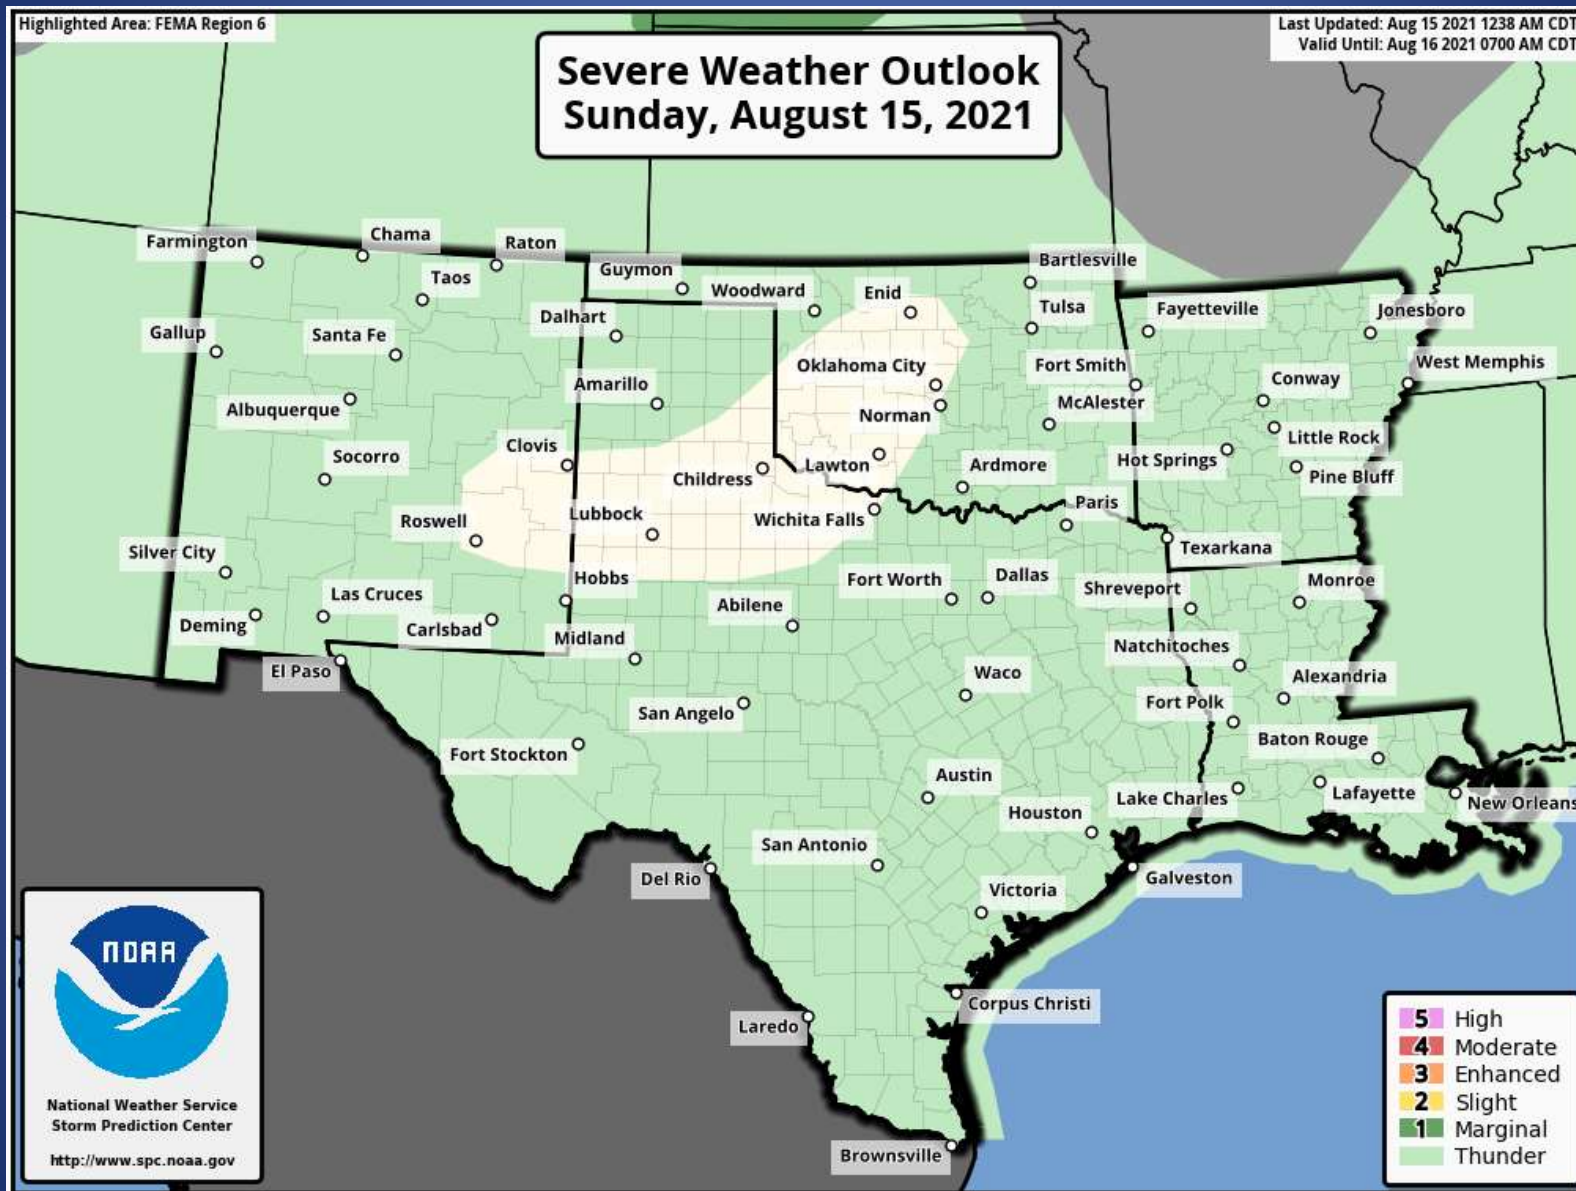 Highlighted Area: FEMA Region 6
Last Updated: Aug 15 2021 1238 AM CDT
Valid Until: Aug 16 2021 0700 AM CDT
Severe Weather Outlook
Sunday, August 15, 2021
Farmington
Chama
Raton
Taos
Guymon
Woodward
Enid
Bartlesville
Tulsa
Fayetteville
Jonesboro
Gallup
Santa Fe
Dalhart
Oklahoma City
Fort Smith
West Memphis
Albuquerque
Amarillo
Norman
McAlester
Conway
Little Rock
Socorro
Clovis
Childress
Lawton
Ardmore
Hot Springs
Pine Bluff
Roswell
Lubbock
Wichita Falls
Paris
Texarkana
Silver City
Hobbs
Fort Worth
Dallas
Shreveport
Monroe
Las Cruces
Deming
Carlsbad
Midland
Abilene
Natchitoches
El Paso
Waco
Alexandria
San Angelo
Fort Polk
Fort Stockton
Baton Rouge
Austin
Houston
Lake Charles
Lafayette
New Orleans
San Antonio
Del Rio
Victoria
Galveston
Corpus Christi
Laredo
Brownsville
NOAA
National Weather Service
Storm Prediction Center
http://www.spc.noaa.gov
5 High
4 Moderate
3 Enhanced
2 Slight
1 Marginal
Thunder